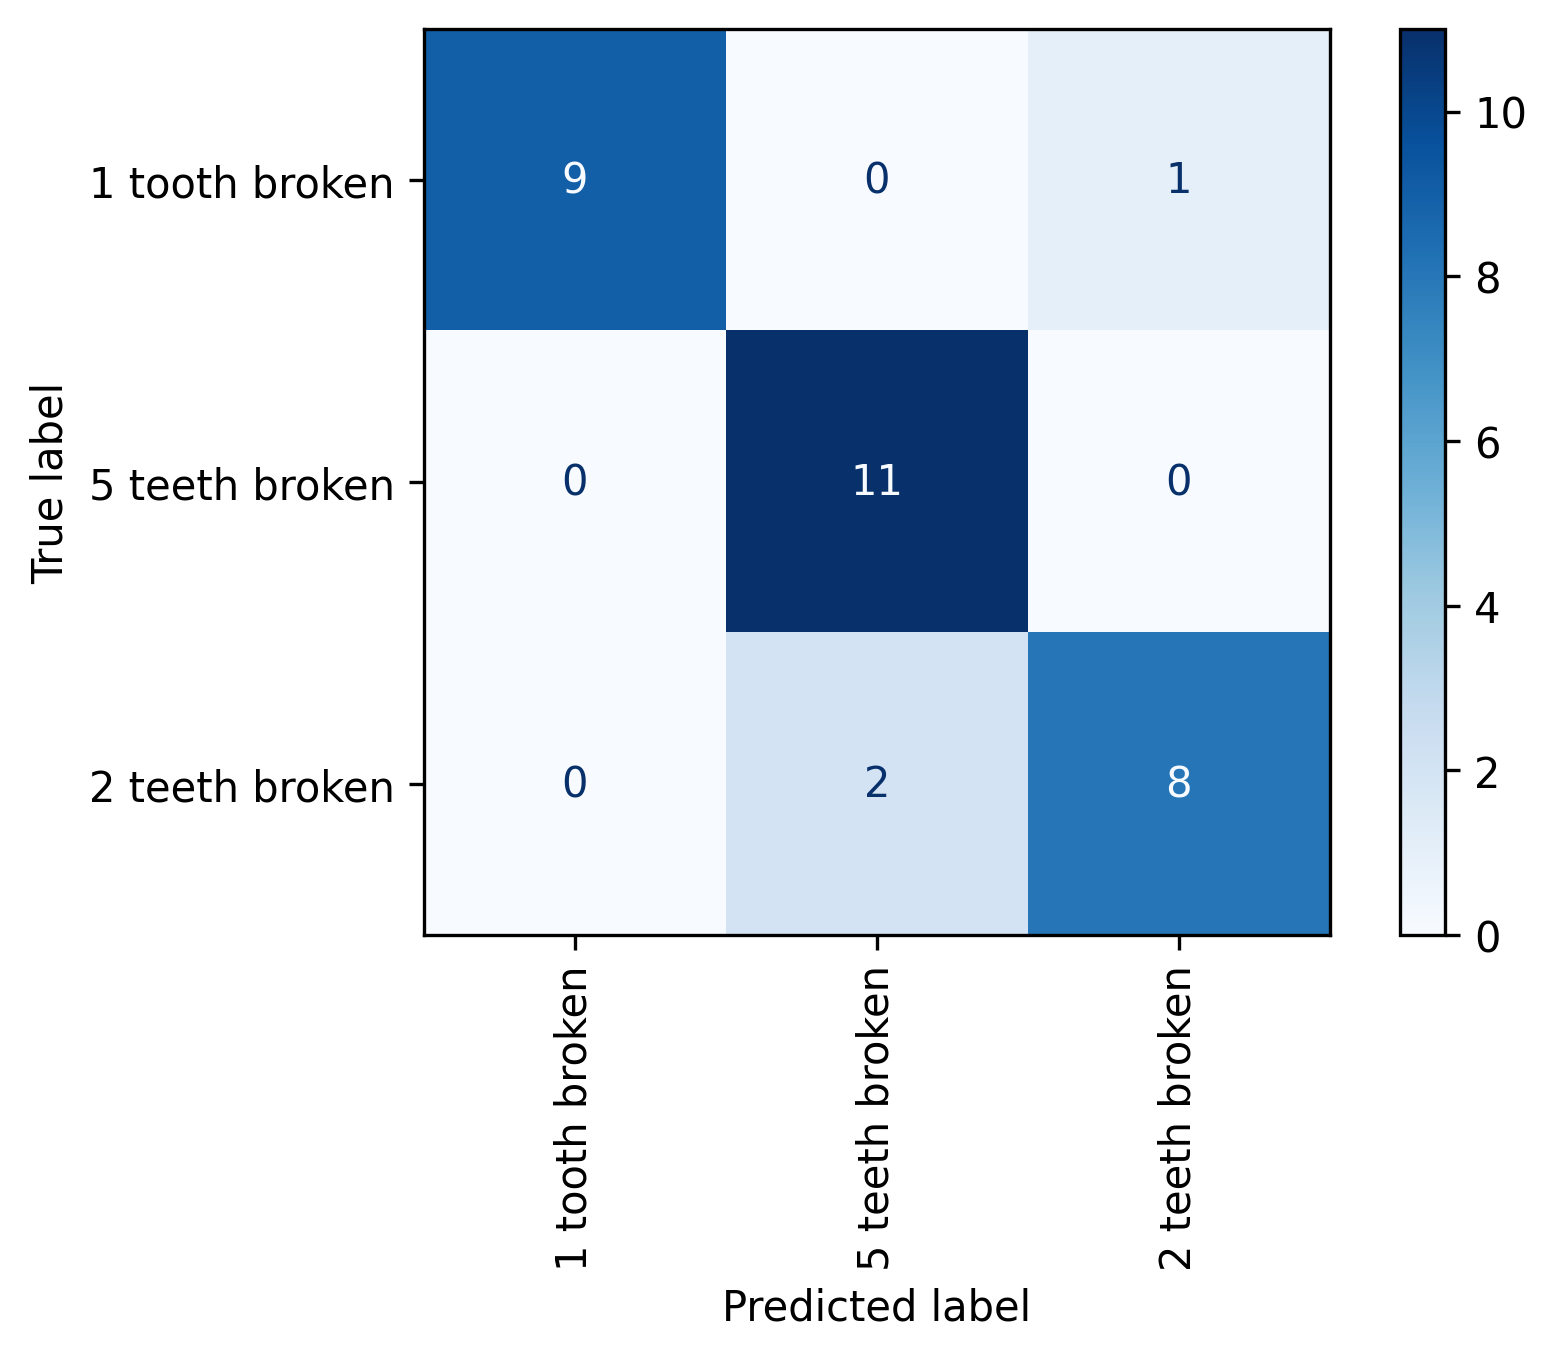 True label
1 tooth broken
5 teeth broken
2 teeth broken
9 0 1
0 11 0
0 2 8
1 tooth broken
5 teeth broken
2 teeth broken
Predicted label
10
8
6
4
2
0